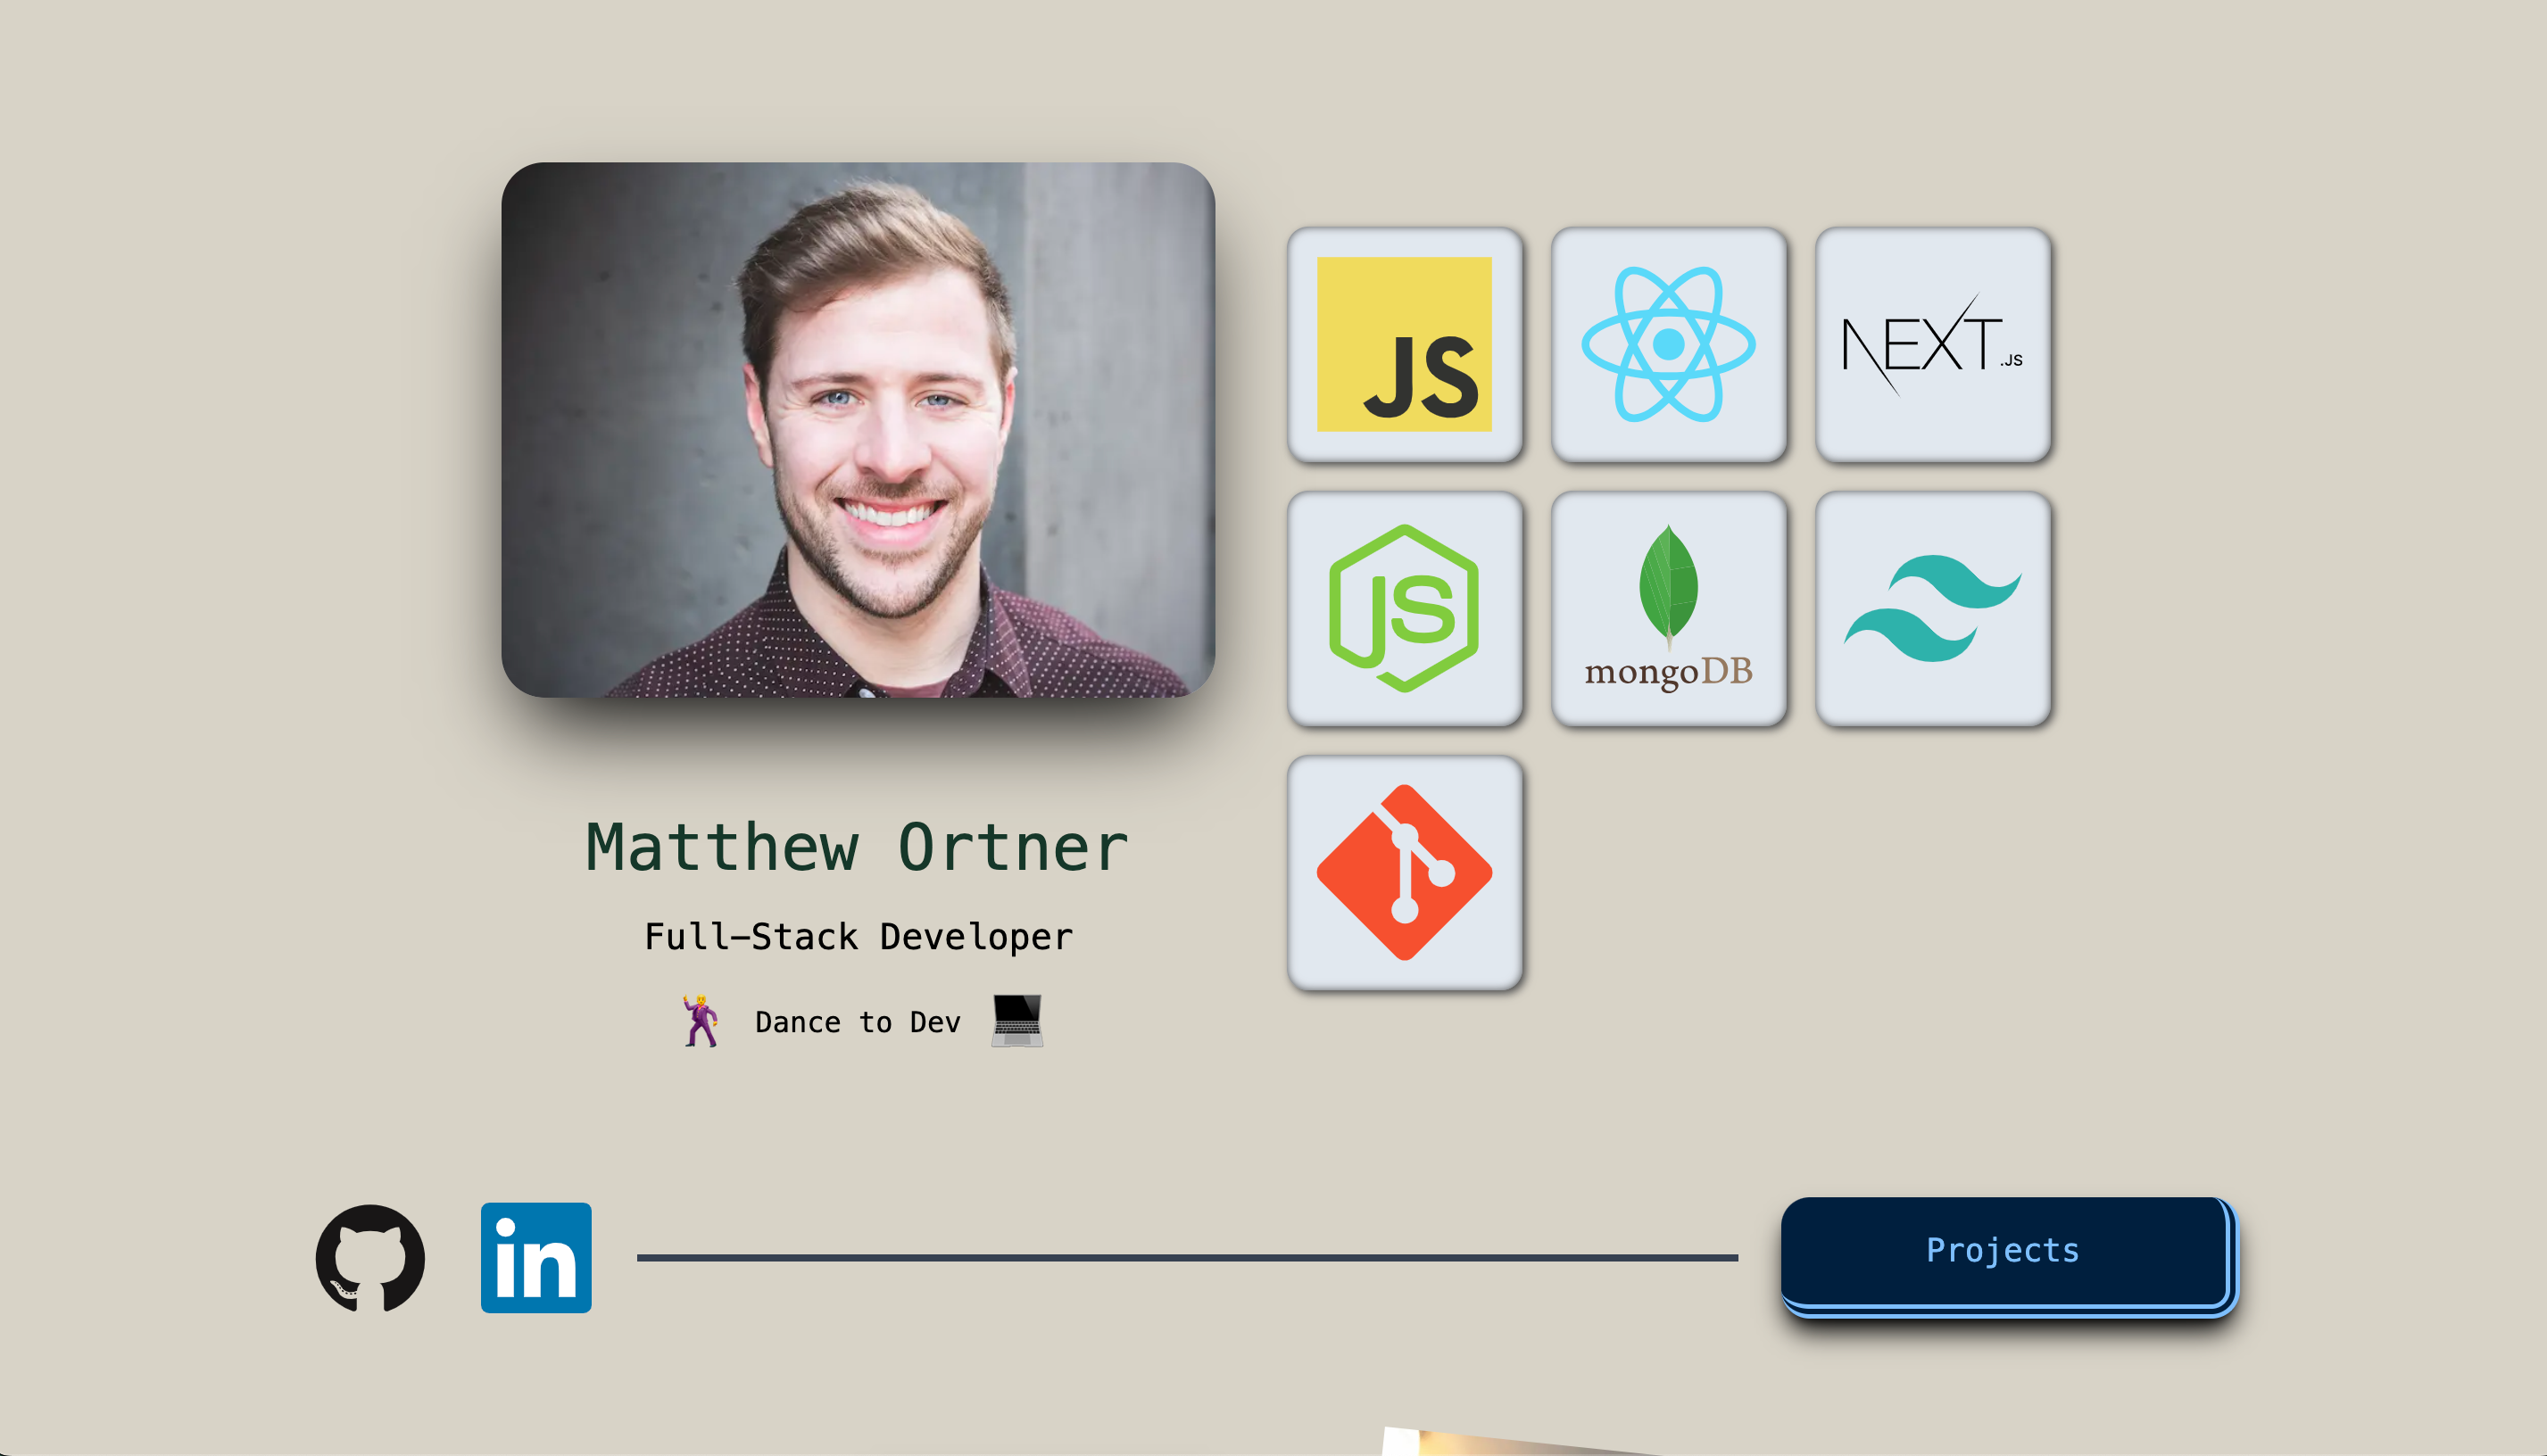 JS
NEXT.JS
JS
mongoDB
Matthew Ortner
Full-Stack Developer
Dance to Dev
in
Projects